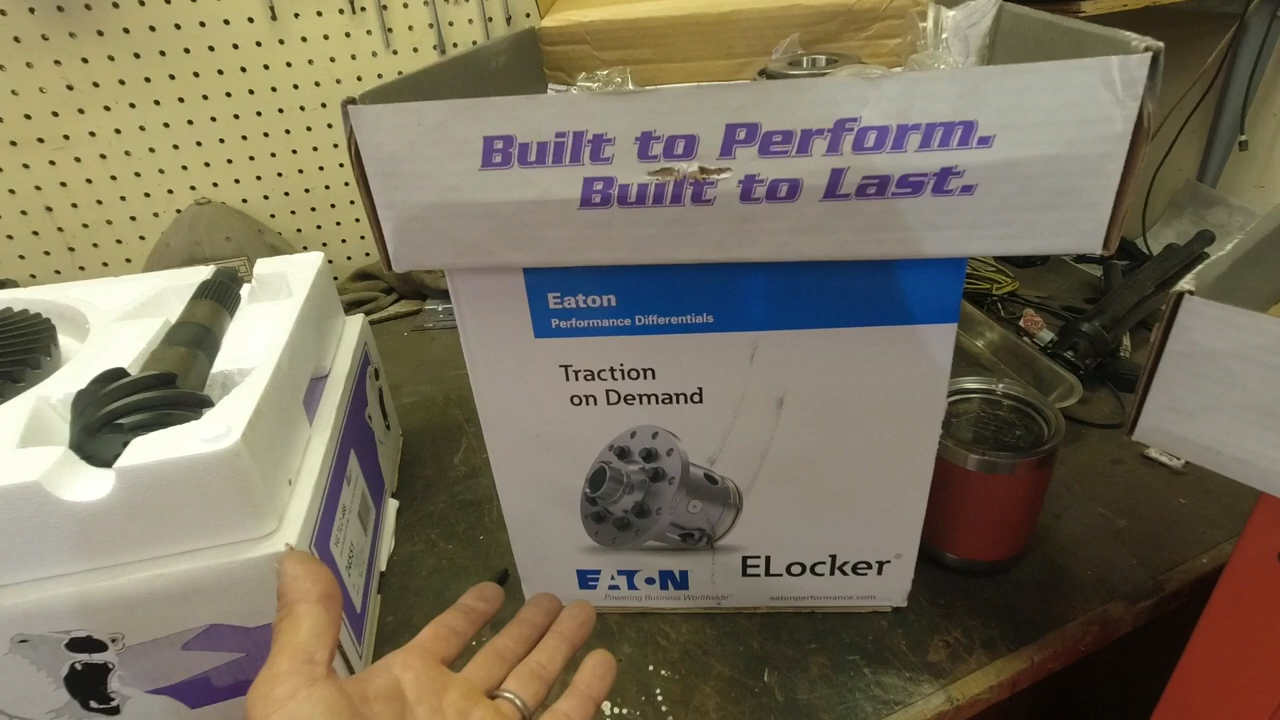 Built to Perform.
Built to Last.
Eaton
Performance Differentials
Traction
on Demand
EATON
Powering Business Worldwide
ELocker®
eatonperformance.com